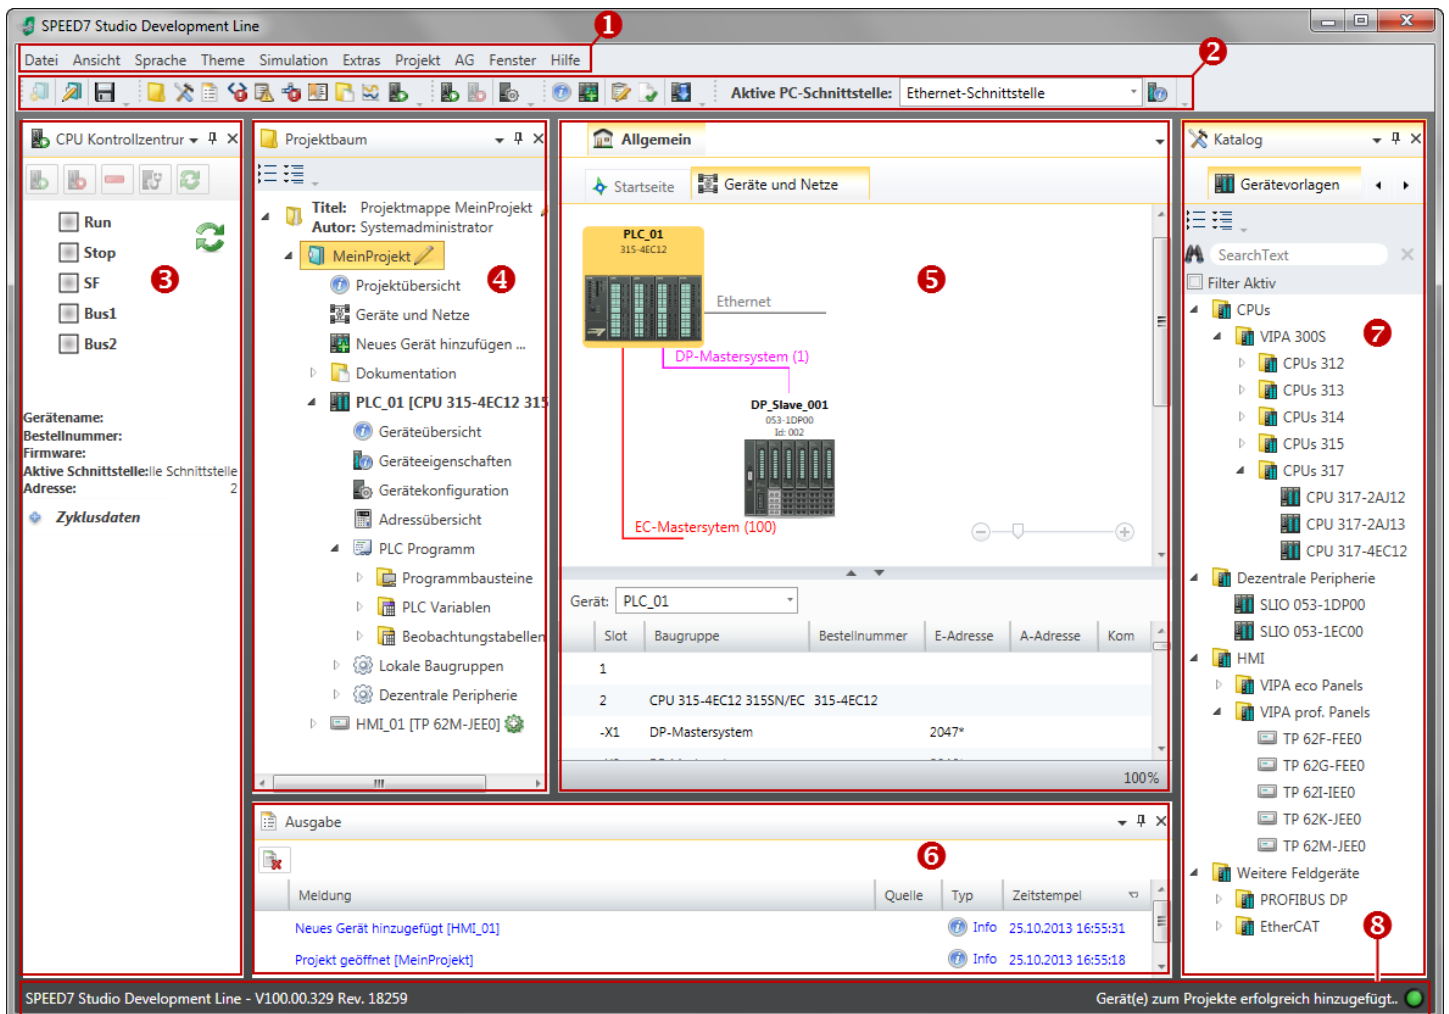 SPEED7 Studio Development Line
1
Datei Ansicht Sprache Theme Simulation Extras Projekt AG Fenster Hilfe
2
Aktive PC-Schnittstelle: Ethernet-Schnittstelle
CPU Kontrollzentrur
Run
Stop
SF
3
Bus1
Bus2
Gerätename:
Bestellnummer:
Firmware:
Aktive Schnittstelle:lle Schnittstelle
Adresse: 2
Zyklusdaten
Projektbaum
Titel: Projektmappe MeinProjekt
Autor: Systemadministrator
MeinProjekt
4
Projektübersicht
Geräte und Netze
Neues Gerät hinzufügen ...
Dokumentation
PLC_01 [CPU 315-4EC12 315
Geräteübersicht
Geräteeigenschaften
Gerätekonfiguration
Adressübersicht
PLC Programm
Programmbausteine
PLC Variablen
Beobachtungstabellen
Lokale Baugruppen
Dezentrale Peripherie
HMI_01 [TP 62M-JEE0]
Allgemein
Startseite Geräte und Netze
PLC_01
315-4EC12
5
Ethernet
DP-Mastersystem (1)
DP_Slave_001
053-1DP00
Id: 002
EC-Mastersytem (100)
Gerät: PLC_01
Slot Baugruppe Bestellnummer E-Adresse A-Adresse Kom
1
2 CPU 315-4EC12 315SN/EC 315-4EC12
-X1 DP-Mastersystem 2047*
100%
Ausgabe
6
Meldung Quelle Typ Zeitstempel
Neues Gerät hinzugefügt [HMI_01] Info 25.10.2013 16:55:31
Projekt geöffnet [MeinProjekt] Info 25.10.2013 16:55:18
Katalog
Gerätevorlagen
SearchText
Filter Aktiv
CPUs
VIPA 300S
7
CPUs 312
CPUs 313
CPUs 314
CPUs 315
CPUs 317
CPU 317-2AJ12
CPU 317-2AJ13
CPU 317-4EC12
Dezentrale Peripherie
SLIO 053-1DP00
SLIO 053-1EC00
HMI
VIPA eco Panels
VIPA prof. Panels
TP 62F-FEE0
TP 62G-FEE0
TP 62I-IEE0
TP 62K-JEE0
TP 62M-JEE0
Weitere Feldgeräte
PROFIBUS DP
EtherCAT
8
SPEED7 Studio Development Line - V100.00.329 Rev. 18259 Gerät(e) zum Projekte erfolgreich hinzugefügt..